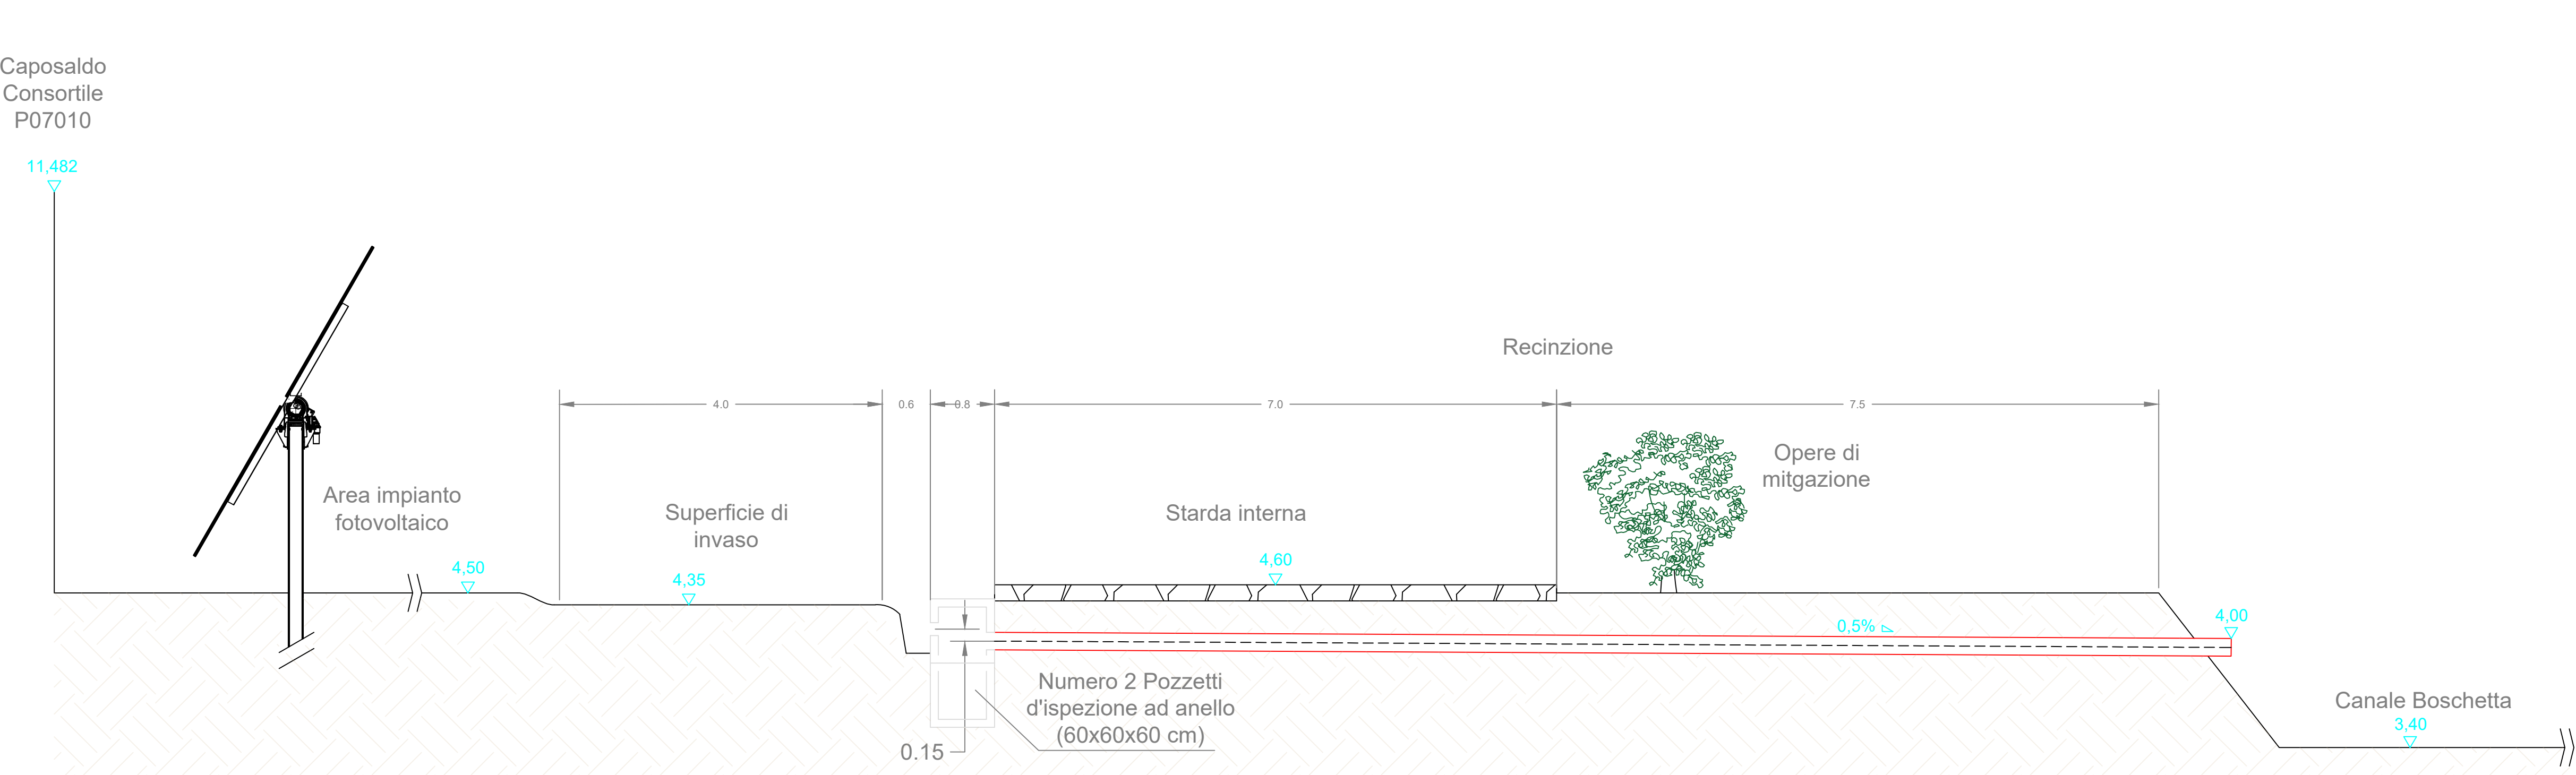 Caposaldo
Consortile
P07010
11,482
Recinzione
4.0
0.6
0.8
7.0
7.5
Opere di
mitgazione
Area impianto
fotovoltaico
Superficie di
invaso
Starda interna
4,50
4,35
4,60
0,5%
4,00
Numero 2 Pozzetti
d'ispezione ad anello
(60x60x60 cm)
0.15
Canale Boschetta
3,40